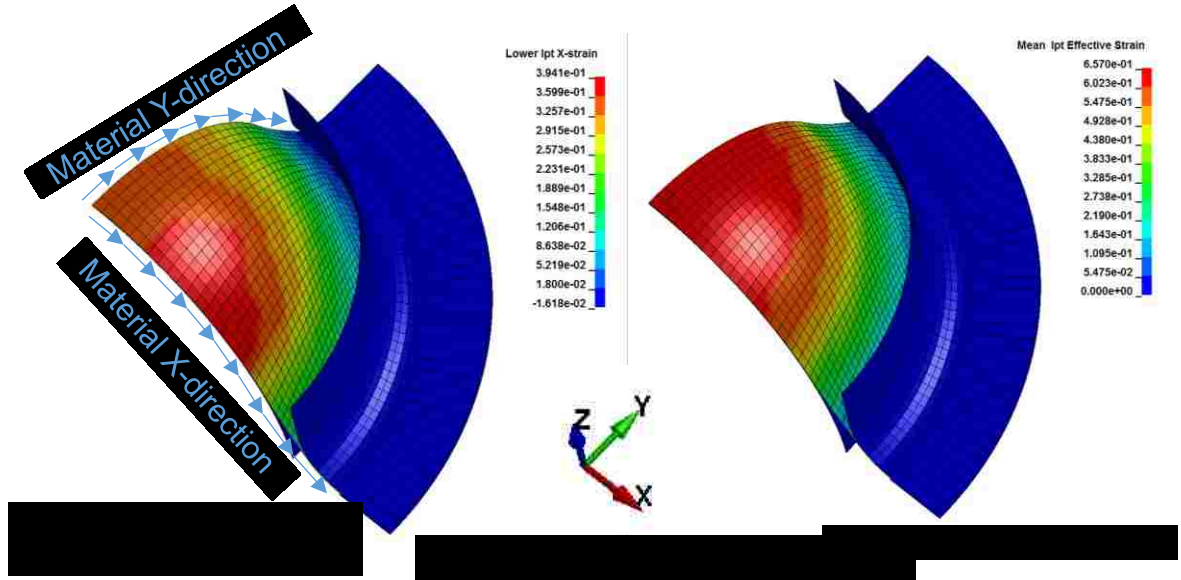 Material Y-direction
Material X-direction
Lower Ipt X-strain
3.941e-01
3.599e-01
3.257e-01
2.915e-01
2.573e-01
2.231e-01
1.889e-01
1.548e-01
1.206e-01
8.638e-02
5.219e-02
1.800e-02
-1.618e-02
Z
Y
X
Mean Ipt Effective Strain
6.570e-01
6.023e-01
5.475e-01
4.928e-01
4.380e-01
3.833e-01
3.285e-01
2.738e-01
2.190e-01
1.643e-01
1.095e-01
5.475e-02
0.000e+00